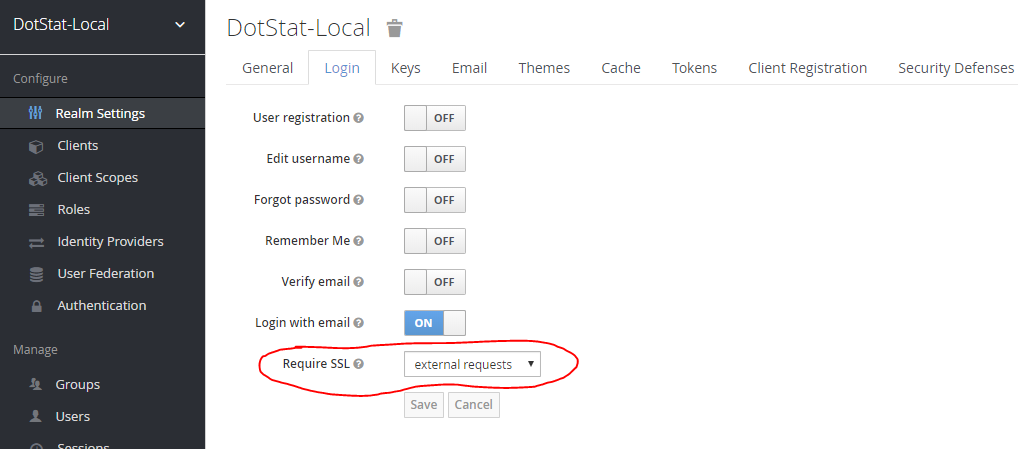 DotStat-Local
Configure
Realm Settings
Clients
Client Scopes
Roles
Identity Providers
User Federation
Authentication
Manage
Groups
Users
Sessions
DotStat-Local
General Login Keys Email Themes Cache Tokens Client Registration Security Defenses
User registration OFF
Edit username OFF
Forgot password OFF
Remember Me OFF
Verify email OFF
Login with email ON
Require SSL external requests
Save Cancel